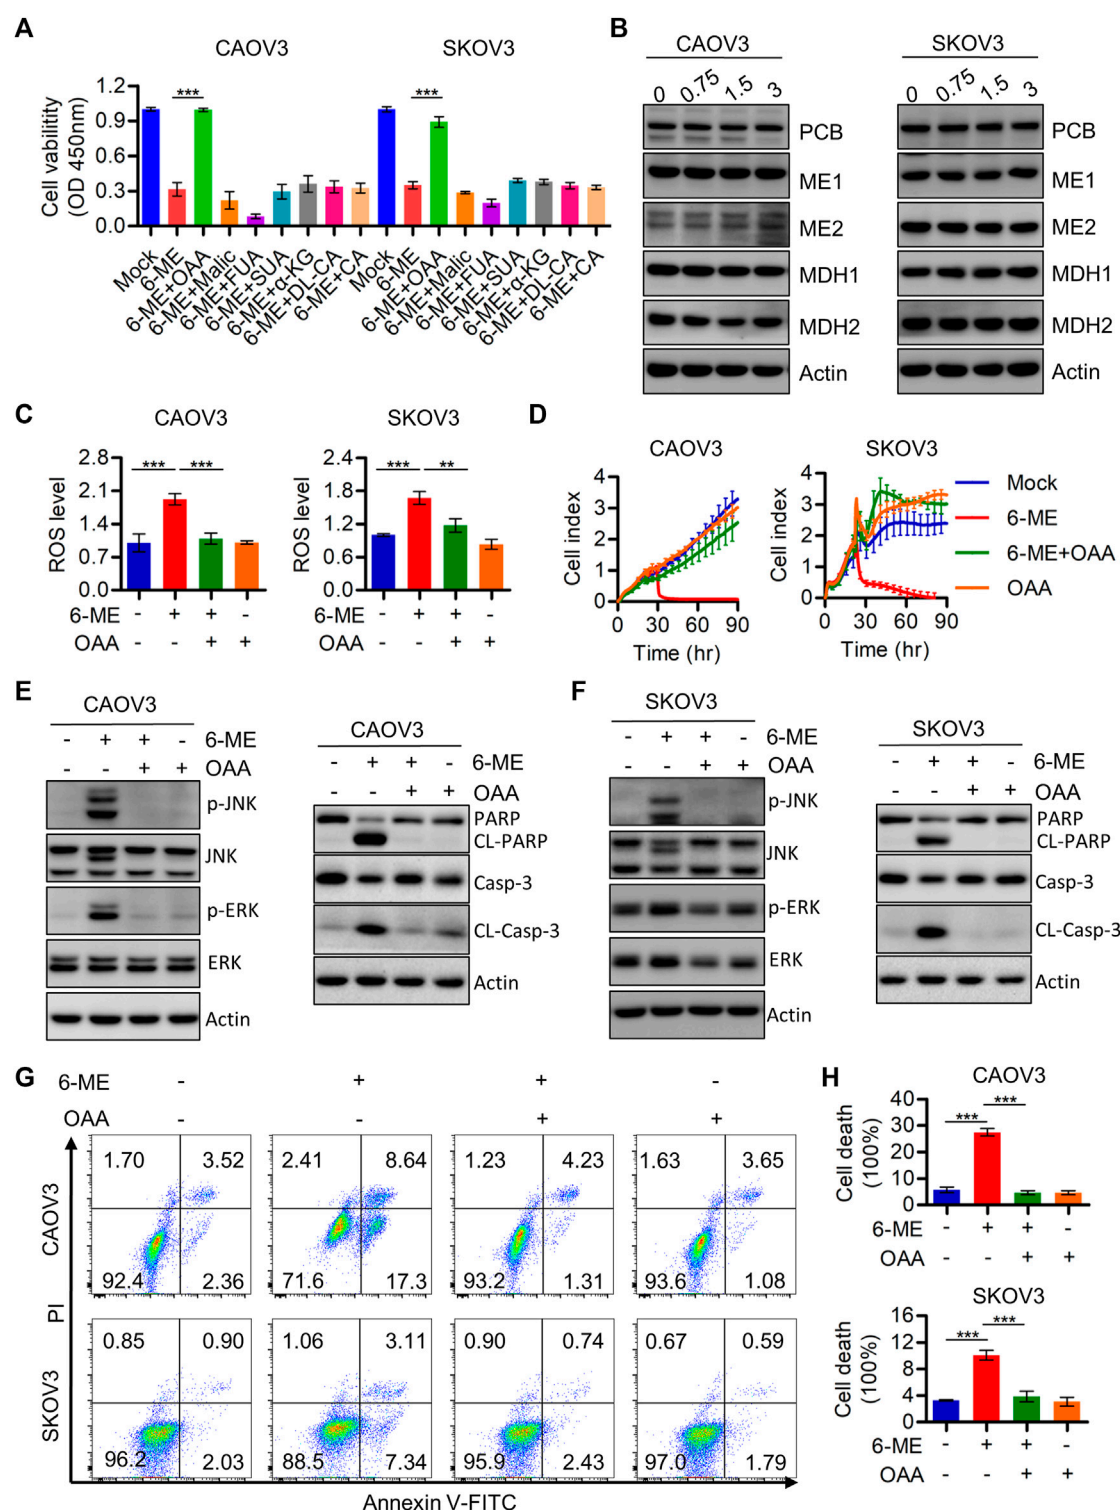 A
CAOV3
SKOV3
Cell vabilitity
(OD 450nm)
1.2
0.9
0.6
0.3
0.0
Mock
6-ME
6-ME+OAA
6-ME+Malic
6-ME+FUA
6-ME+SUA
6-ME+α-KG
6-ME+DL-CA
6-ME+CA
Mock
6-ME
6-ME+OAA
6-ME+Malic
6-ME+FUA
6-ME+SUA
6-ME+α-KG
6-ME+DL-CA
6-ME+CA
*** ***
B
CAOV3
0 0.75 1.5 3
PCB
ME1
ME2
MDH1
MDH2
Actin
SKOV3
0 0.75 1.5 3
PCB
ME1
ME2
MDH1
MDH2
Actin
C
CAOV3
ROS level
2.8
2.1
1.4
0.7
0.0
*** ***
6-ME - + + -
OAA - - + +
SKOV3
ROS level
2.4
1.8
1.2
0.6
0.0
*** **
6-ME - + + -
OAA - - + +
D
CAOV3
Cell index
4
3
2
1
0
0 30 60 90
Time (hr)
SKOV3
Cell index
4
3
2
1
0
0 30 60 90
Time (hr)
Mock
6-ME
6-ME+OAA
OAA
E
CAOV3
- + + - 6-ME
- - + + OAA
p-JNK
JNK
p-ERK
ERK
Actin
CAOV3
- + + - 6-ME
- - + + OAA
PARP
CL-PARP
Casp-3
CL-Casp-3
Actin
F
SKOV3
- + + - 6-ME
- - + + OAA
p-JNK
JNK
p-ERK
ERK
Actin
SKOV3
- + + - 6-ME
- - + + OAA
PARP
CL-PARP
Casp-3
CL-Casp-3
Actin
G
6-ME - + + -
OAA - - + +
CAOV3
1.70 3.52 2.41 8.64 1.23 4.23 1.63 3.65
92.4 2.36 71.6 17.3 93.2 1.31 93.6 1.08
PI
SKOV3
0.85 0.90 1.06 3.11 0.90 0.74 0.67 0.59
96.2 2.03 88.5 7.34 95.9 2.43 97.0 1.79
Annexin V-FITC
H
CAOV3
Cell death
(100%)
40
30
20
10
0
*** ***
6-ME - + + -
OAA - - + +
SKOV3
Cell death
(100%)
16
12
8
4
0
*** ***
6-ME - + + -
OAA - - + +